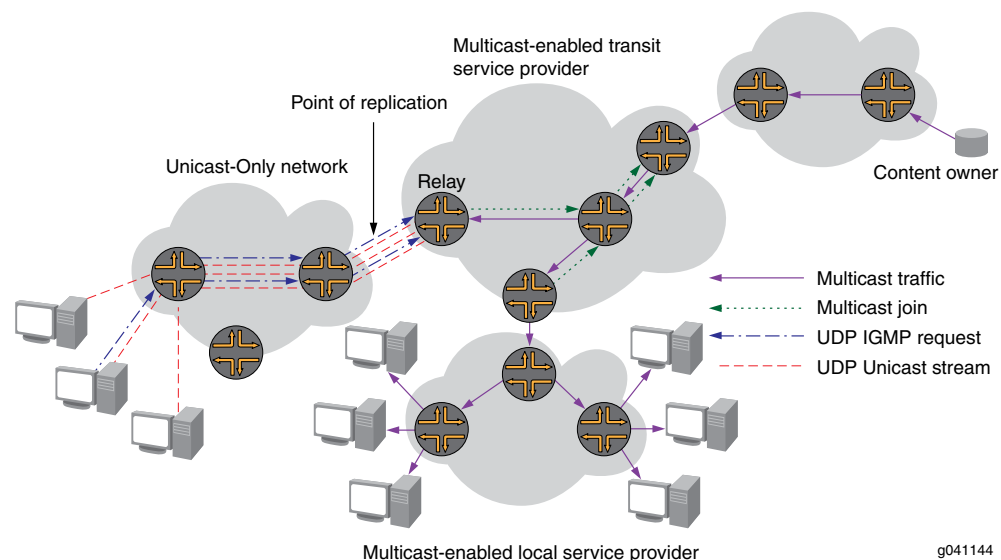 Multicast-enabled transit
service provider
Point of replication
Unicast-Only network
Relay
Content owner
Multicast traffic
Multicast join
UDP IGMP request
UDP Unicast stream
Multicast-enabled local service provider
g041144